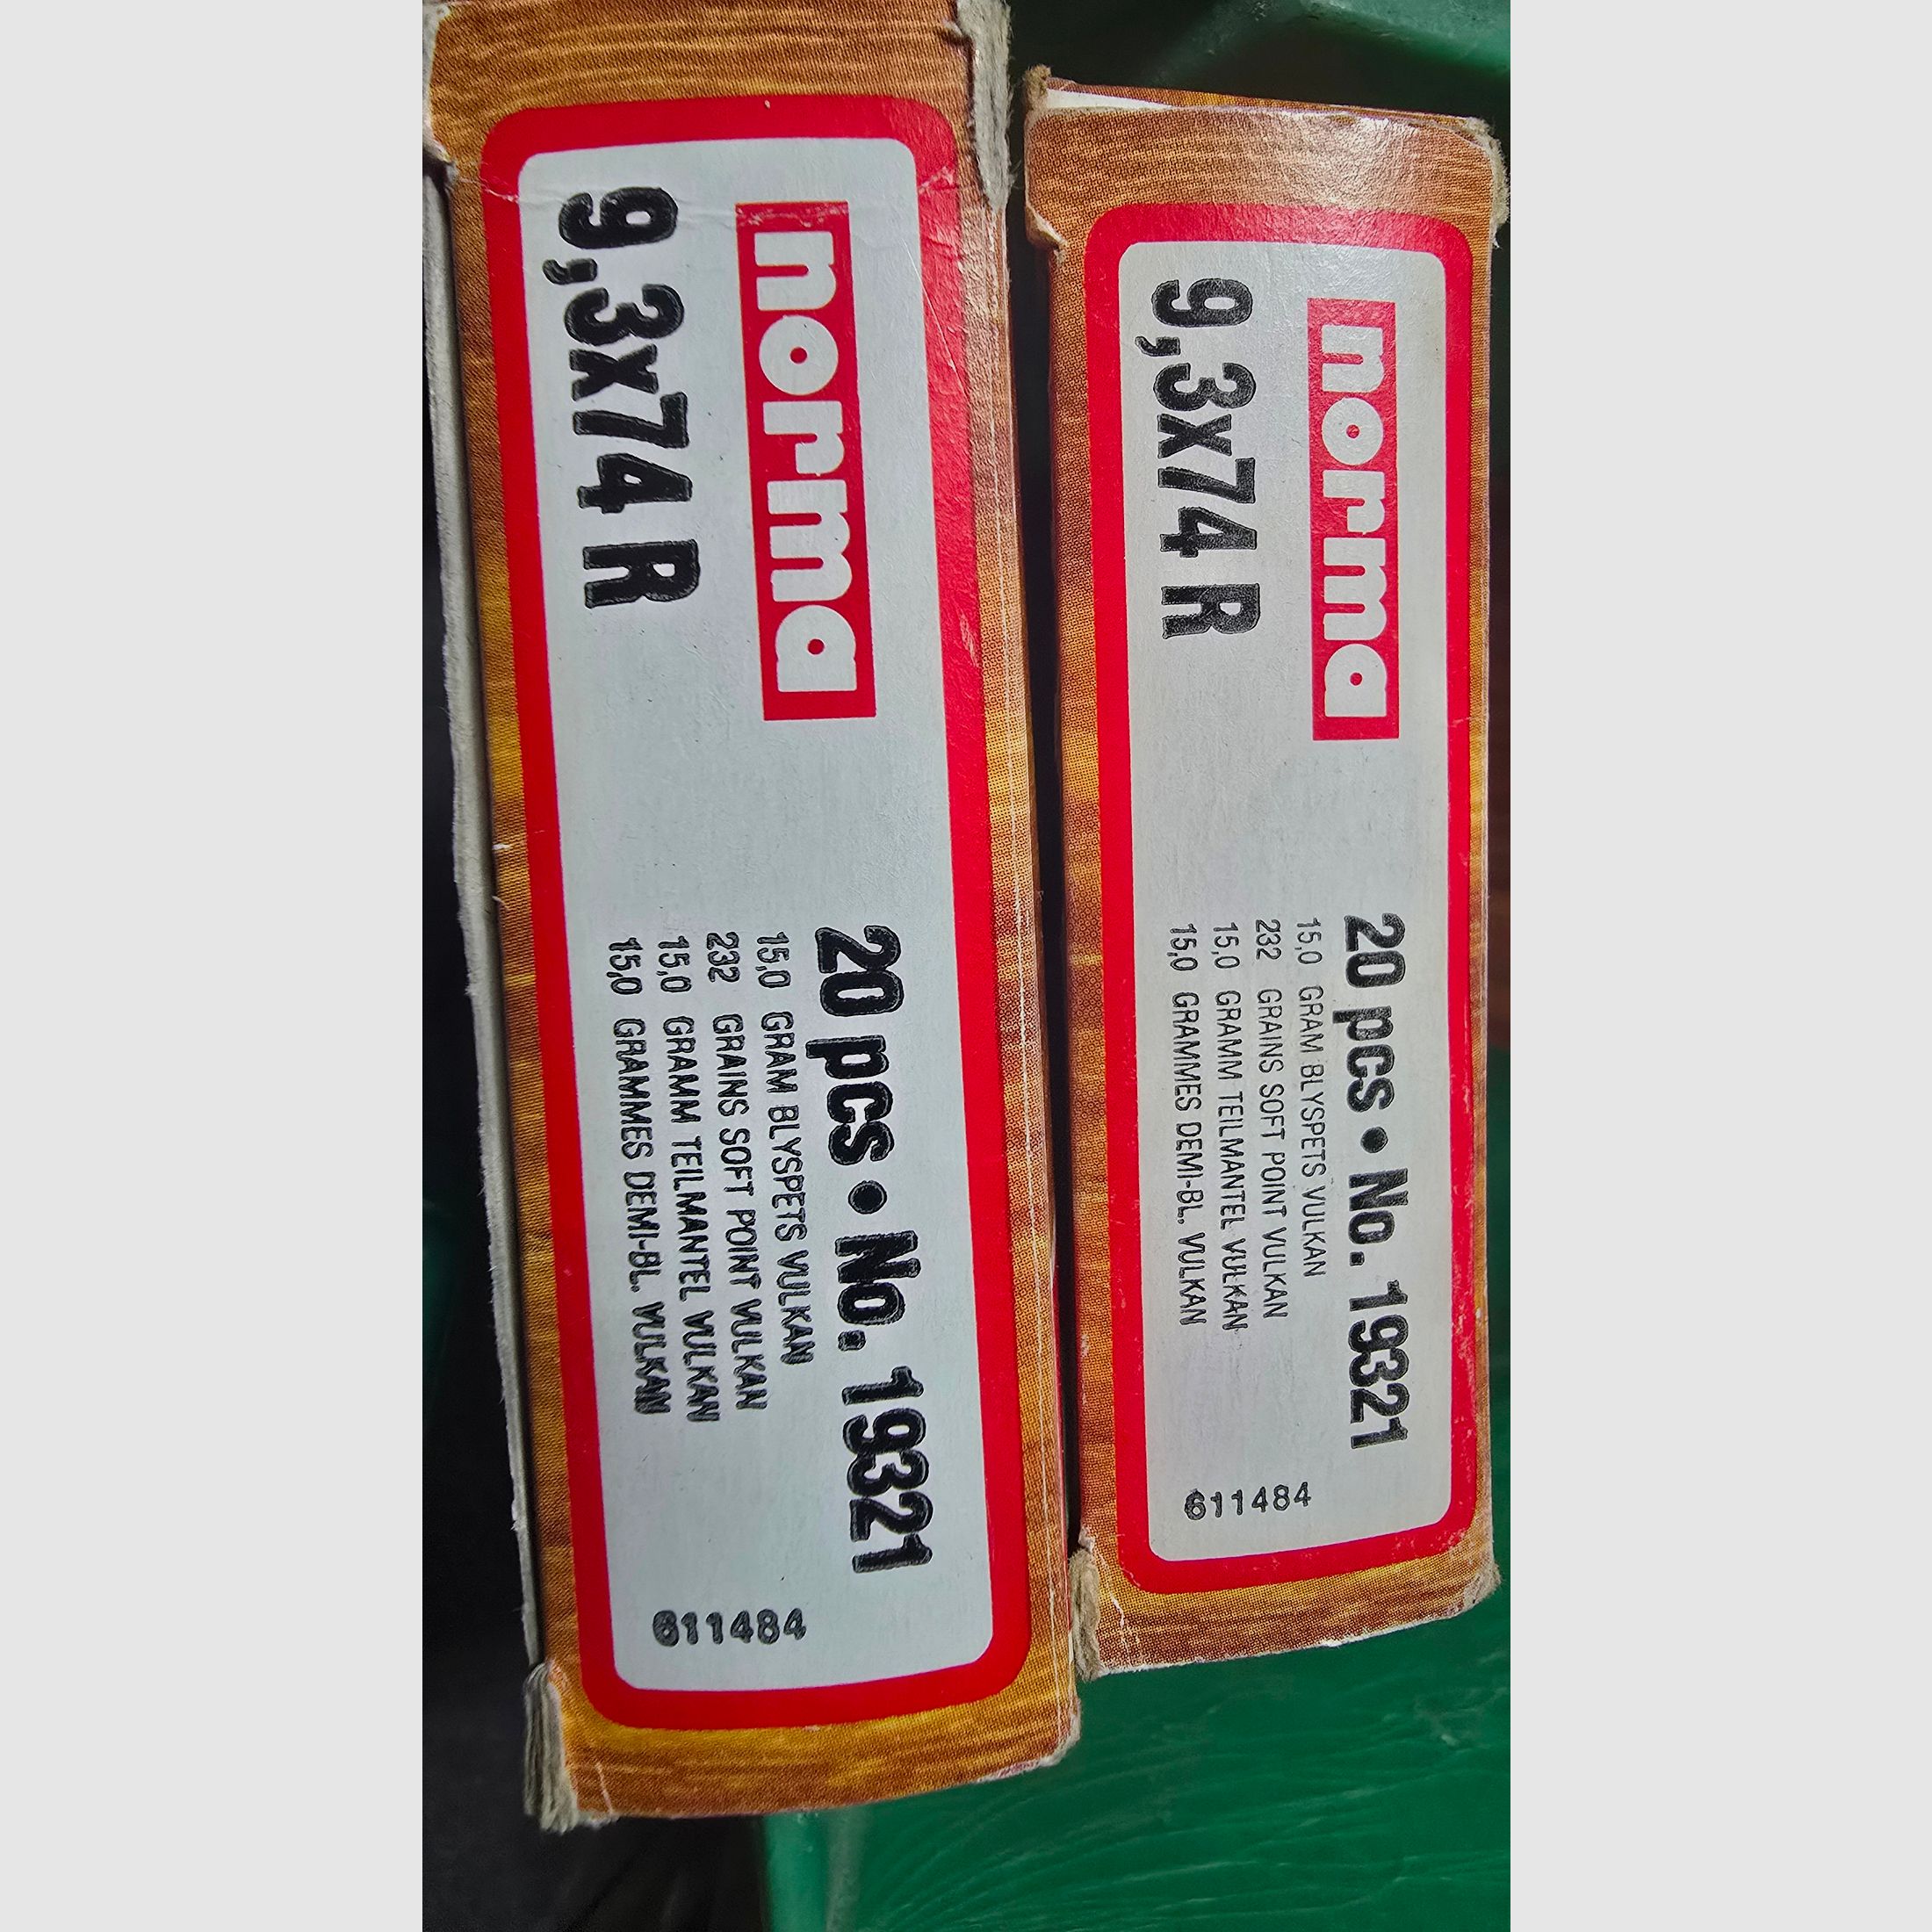 norma
9,3x74 R
20 pcs • No. 19321
15,0 GRAM BLYSPETS VULKAN
232 GRAINS SOFT POINT VULKAN
15,0 GRAMM TEILMANTEL VULKAN
15,0 GRAMMES DEMI-BL. VULKAN
611484
norma
9,3x74 R
20 pcs • No. 19321
15,0 GRAM BLYSPETS VULKAN
232 GRAINS SOFT POINT VULKAN
15,0 GRAMM TEILMANTEL VULKAN
15,0 GRAMMES DEMI-BL. VULKAN
611484